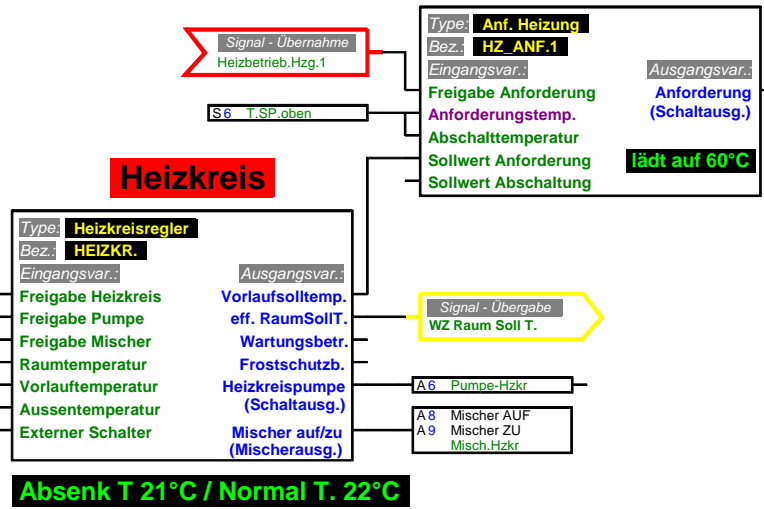 Signal - Übernahme
Heizbetrieb.Hzg.1
S 6 T.SP.oben
Type: Anf. Heizung
Bez.: HZ_ANF.1
Eingangsvar.: Ausgangsvar.:
Freigabe Anforderung Anforderung
Anforderungstemp. (Schaltausg.)
Abschalttemperatur
Sollwert Anforderung lädt auf 60°C
Sollwert Abschaltung
Heizkreis
Type: Heizkreisregler
Bez.: HEIZKR.
Eingangsvar.: Ausgangsvar.:
Freigabe Heizkreis Vorlaufsolltemp.
Freigabe Pumpe eff. RaumSollT.
Freigabe Mischer Wartungsbetr.
Raumtemperatur Frostschutzb.
Vorlauftemperatur Heizkreispumpe
Aussentemperatur (Schaltausg.)
Externer Schalter Mischer auf/zu
(Mischerausg.)
Signal - Übergabe
WZ Raum Soll T.
A 6 Pumpe-Hzkr
A 8 Mischer AUF
A 9 Mischer ZU
Misch.Hzkr
Absenk T 21°C / Normal T. 22°C